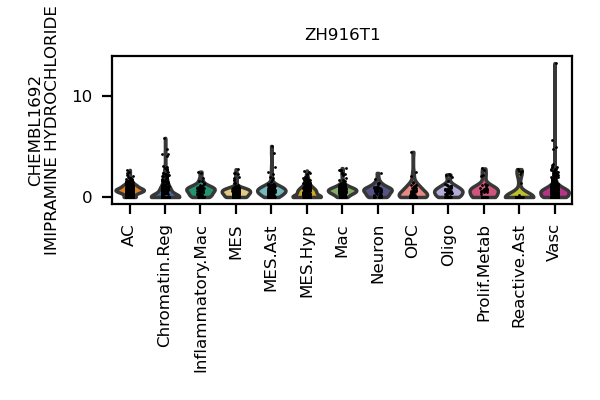 ZH916T1
CHEMBL1692
IMIPRAMINE HYDROCHLORIDE
10
0
AC
Chromatin.Reg
Inflammatory.Mac
MES
MES.Ast
MES.Hyp
Mac
Neuron
OPC
Oligo
Prolif.Metab
Reactive.Ast
Vasc